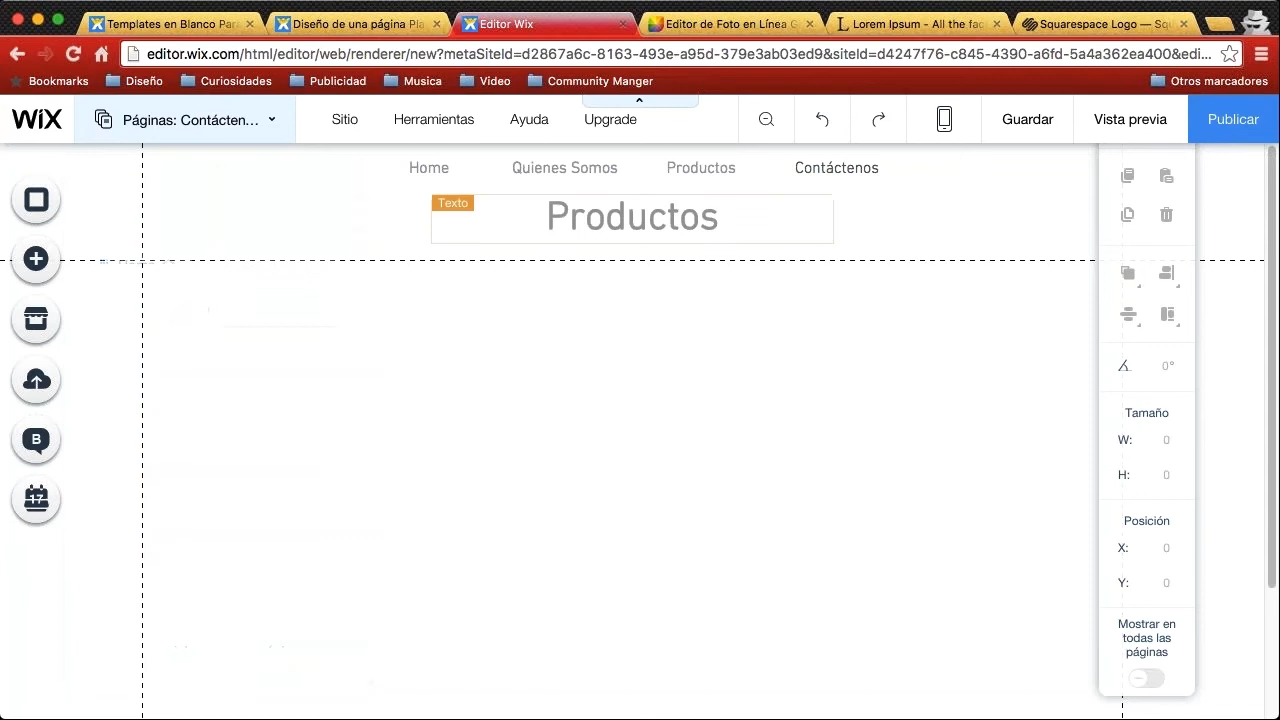 Templates en Blanco Par
Diseño de una página Pla
Editor Wix
Editor de Foto en Línea G
Lorem Ipsum - All the fac
Squarespace Logo — So
editor.wix.com/html/editor/web/renderer/new?metaSiteId=d2867a6c-8163-493e-a95d-3793ab03ed9&siteId=d4247f76-c845-4390-a6fd-5a4a362ea400&edi...
Bookmarks
Diseño
Curiosidades
Publicidad
Musica
Video
Community Manger
Otros marcadores
WiX
Páginas: Contácten...
Sitio
Herramientas
Ayuda
Upgrade
Guardar
Vista previa
Publicar
Home
Quienes Somos
Productos
Contáctenos
Texto
Productos
B
17
0°
Tamaño
W: 0
H: 0
Posición
X: 0
Y: 0
Mostrar en
todas las
páginas